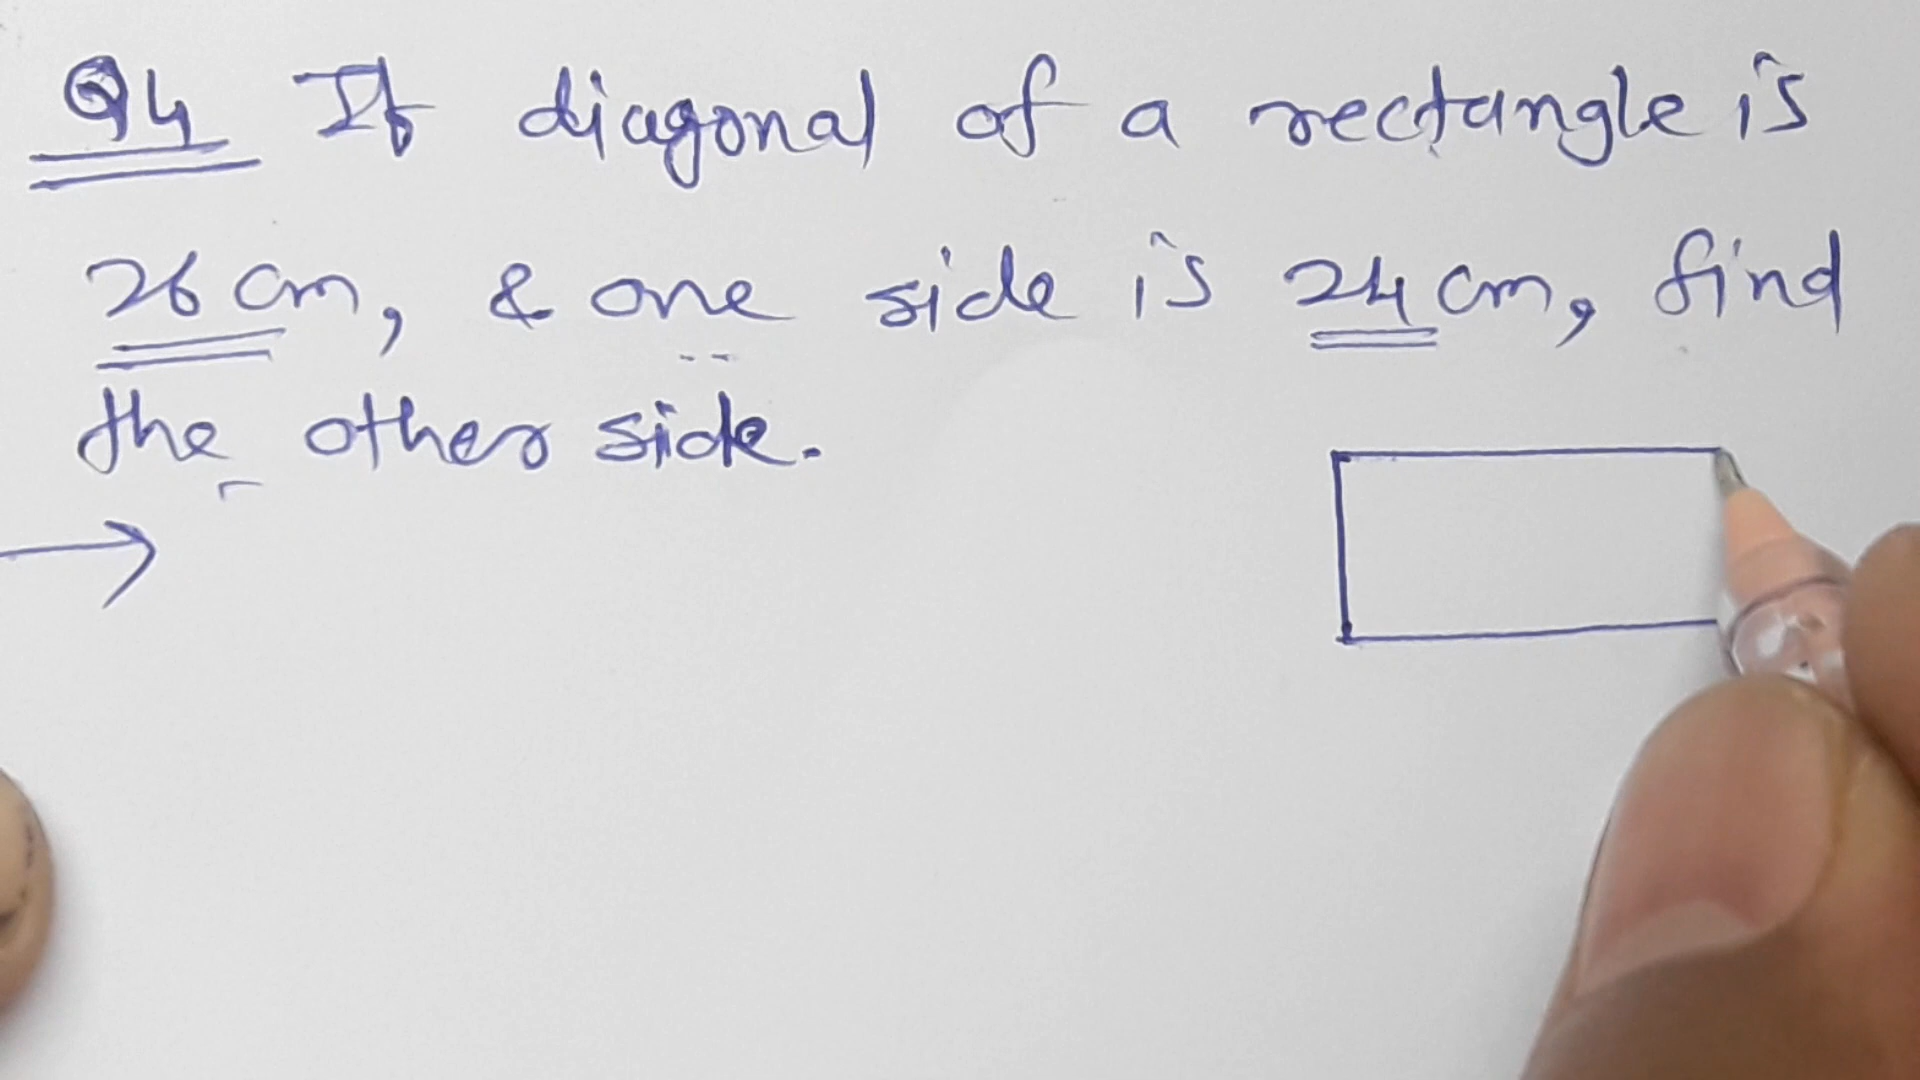 Q4 If diagonal of a rectangle is
26 cm, & one side is 24 cm, find
the other side.